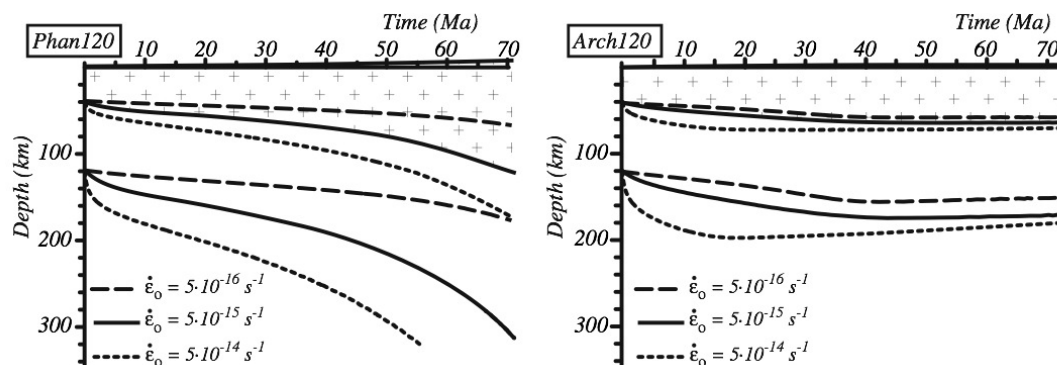 Phan120
Time (Ma)
10 20 30 40 50 60 70
Depth (km)
100
200
300
ε̇o = 5·10⁻¹⁶ s⁻¹
ε̇o = 5·10⁻¹⁵ s⁻¹
ε̇o = 5·10⁻¹⁴ s⁻¹
Arch120
Time (Ma)
10 20 30 40 50 60 70
Depth (km)
100
200
300
ε̇o = 5·10⁻¹⁶ s⁻¹
ε̇o = 5·10⁻¹⁵ s⁻¹
ε̇o = 5·10⁻¹⁴ s⁻¹